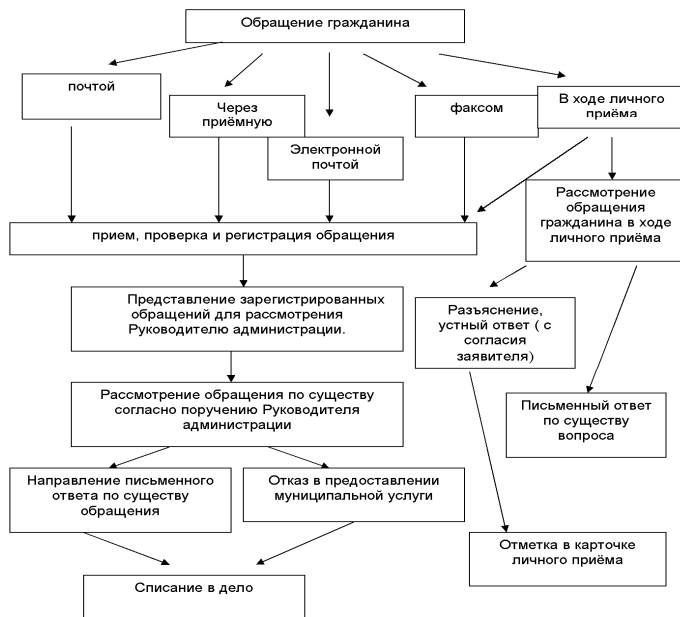 Обращение гражданина
почтой
Через
приёмную
Электронной
почтой
факсом
В ходе личного
приёма
Рассмотрение
обращения
гражданина в ходе
личного приёма
прием, проверка и регистрация обращения
Представление зарегистрированных
обращений для рассмотрения
Руководителю администрации.
Разъяснение,
устный ответ ( с
согласия
заявителя)
Рассмотрение обращения по существу
согласно поручению Руководителя
администрации
Письменный ответ
по существу
вопроса
Направление письменного
ответа по существу
обращения
Отказ в предоставлении
муниципальной услуги
Отметка в карточке
личного приёма
Списание в дело